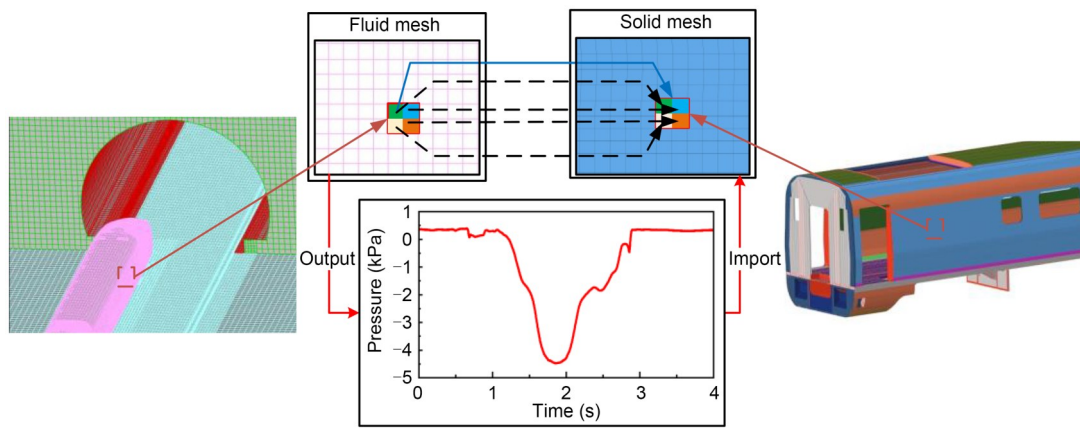 Fluid mesh
Solid mesh
Output
Import
Pressure (kPa)
1
0
−1
−2
−3
−4
−5
0
1
2
3
4
Time (s)